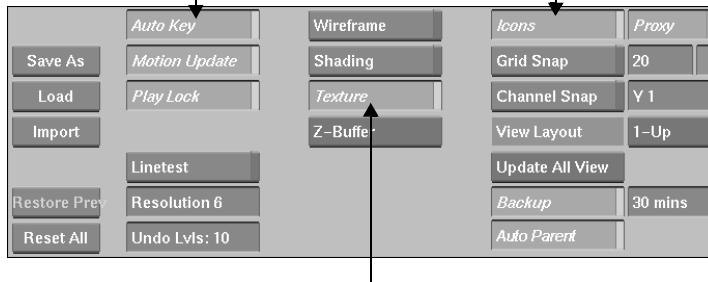 Auto Key Wireframe Icons Proxy
Save As Motion Update Shading Grid Snap 20
Load Play Lock Texture Channel Snap Y 1
Import Z-Buffer View Layout 1-Up
Linetest Update All View
Restore Prev Resolution 6 Backup 30 mins
Reset All Undo Lvls: 10 Auto Parent